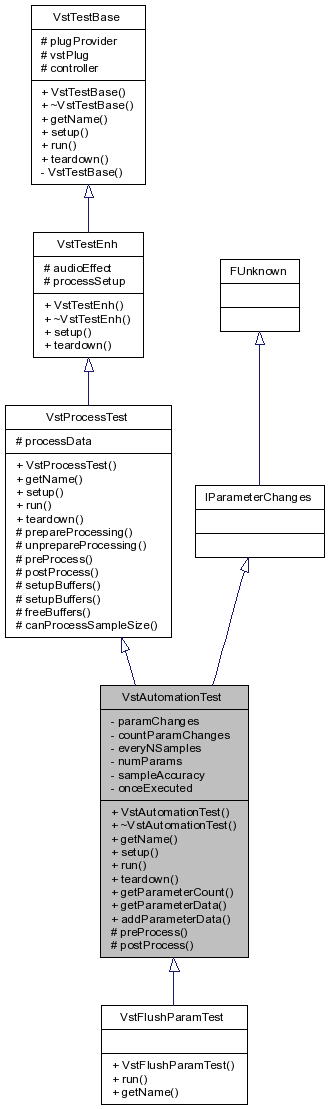 VstTestBase
# plugProvider
# vstPlug
# controller
+ VstTestBase()
+ ~VstTestBase()
+ getName()
+ setup()
+ run()
+ teardown()
- VstTestBase()
VstTestEnh
# audioEffect
# processSetup
+ VstTestEnh()
+ ~VstTestEnh()
+ setup()
+ teardown()
FUnknown
VstProcessTest
# processData
+ VstProcessTest()
+ getName()
+ setup()
+ run()
+ teardown()
# prepareProcessing()
# unprepareProcessing()
# preProcess()
# postProcess()
# setupBuffers()
# setupBuffers()
# freeBuffers()
# canProcessSampleSize()
IParameterChanges
VstAutomationTest
- paramChanges
- countParamChanges
- everyNSamples
- numParams
- sampleAccuracy
- onceExecuted
+ VstAutomationTest()
+ ~VstAutomationTest()
+ getName()
+ setup()
+ run()
+ teardown()
+ getParameterCount()
+ getParameterData()
+ addParameterData()
# preProcess()
# postProcess()
VstFlushParamTest
+ VstFlushParamTest()
+ run()
+ getName()